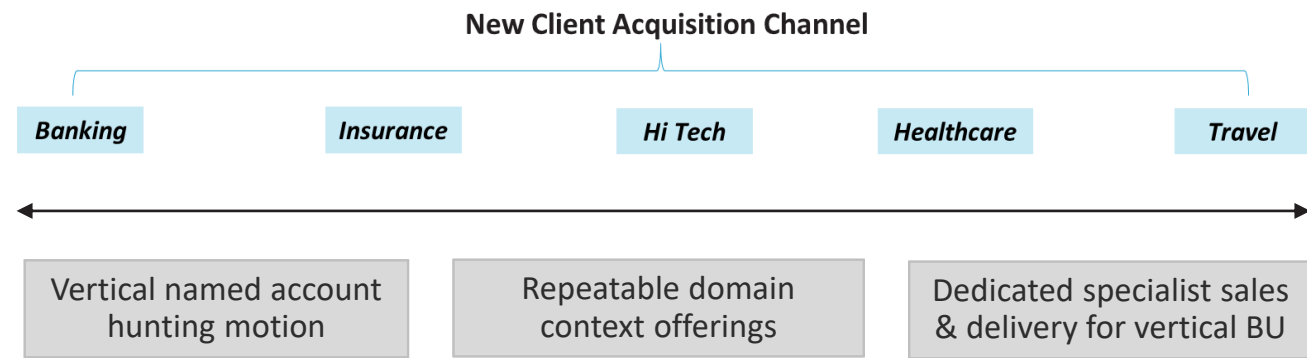 New Client Acquisition Channel
Banking
Insurance
Hi Tech
Healthcare
Travel
Vertical named account
hunting motion
Repeatable domain
context offerings
Dedicated specialist sales
& delivery for vertical BU